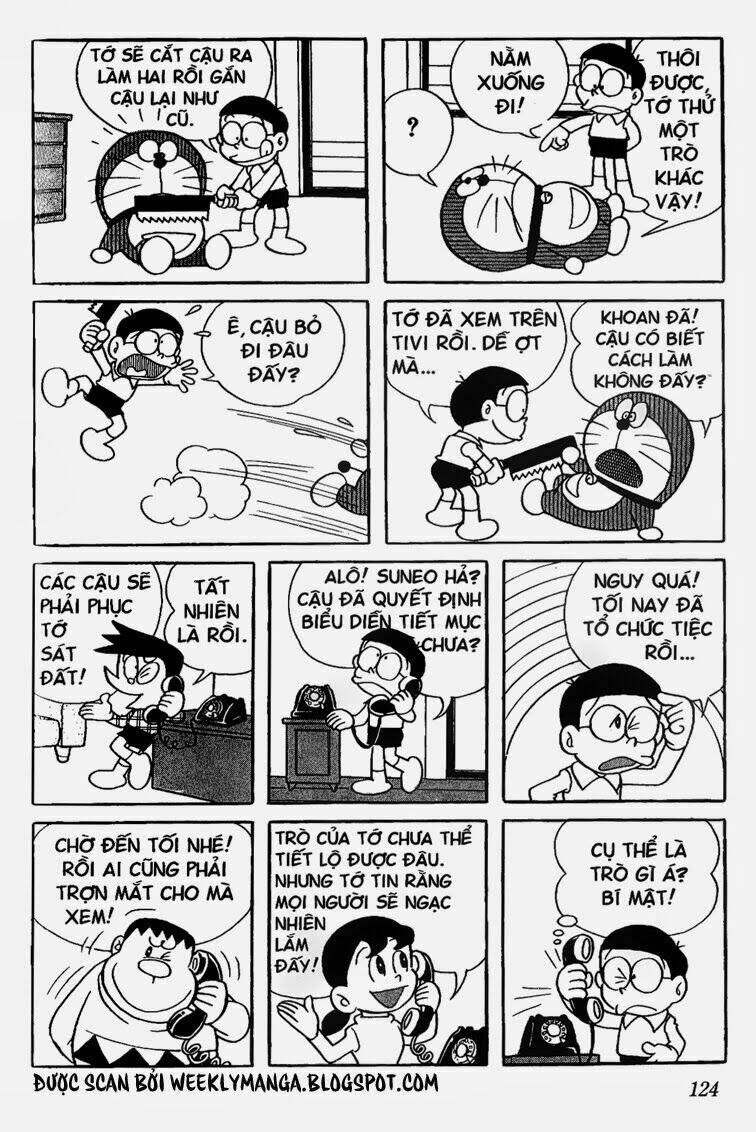 THÔI
ĐƯỢC,
TỚ THỬ
MỘT
TRÒ
KHÁC
VẬY!
NẰM
XUỐNG
ĐI!
?
TỚ SẼ CẮT CẬU RA
LÀM HAI RỒI GẮN
CẬU LẠI NHƯ
CŨ.
KHOAN ĐÃ!
CẬU CÓ BIẾT
CÁCH LÀM
KHÔNG ĐẤY?
TỚ ĐÃ XEM TRÊN
TIVI RỒI. DỄ ỢT
MÀ...
Ê, CẬU BỎ
ĐI ĐÂU
ĐẤY?
NGUY QUÁ!
TỐI NAY ĐÃ
TỔ CHỨC TIỆC
RỒI...
ALÔ! SUNEO HẢ?
CẬU ĐÃ QUYẾT ĐỊNH
BIỂU DIỄN TIẾT MỤC
CHƯA?
TẤT
NHIÊN
LÀ RỒI.
CÁC CẬU SẼ
PHẢI PHỤC
TỚ
SÁT
ĐẤT!
CỤ THỂ LÀ
TRÒ GÌ Á?
BÍ MẬT!
TRÒ CỦA TỚ CHƯA THỂ
TIẾT LỘ ĐƯỢC ĐÂU.
NHƯNG TỚ TIN RẰNG
MỌI NGƯỜI SẼ NGẠC
NHIÊN
LẮM
ĐẤY!
CHỜ ĐẾN TỐI NHÉ!
RỒI AI CŨNG PHẢI
TRỢN MẮT CHO MÀ
XEM!
ĐƯỢC SCAN BỞI WEEKLYMANGA.BLOGSPOT.COM
124